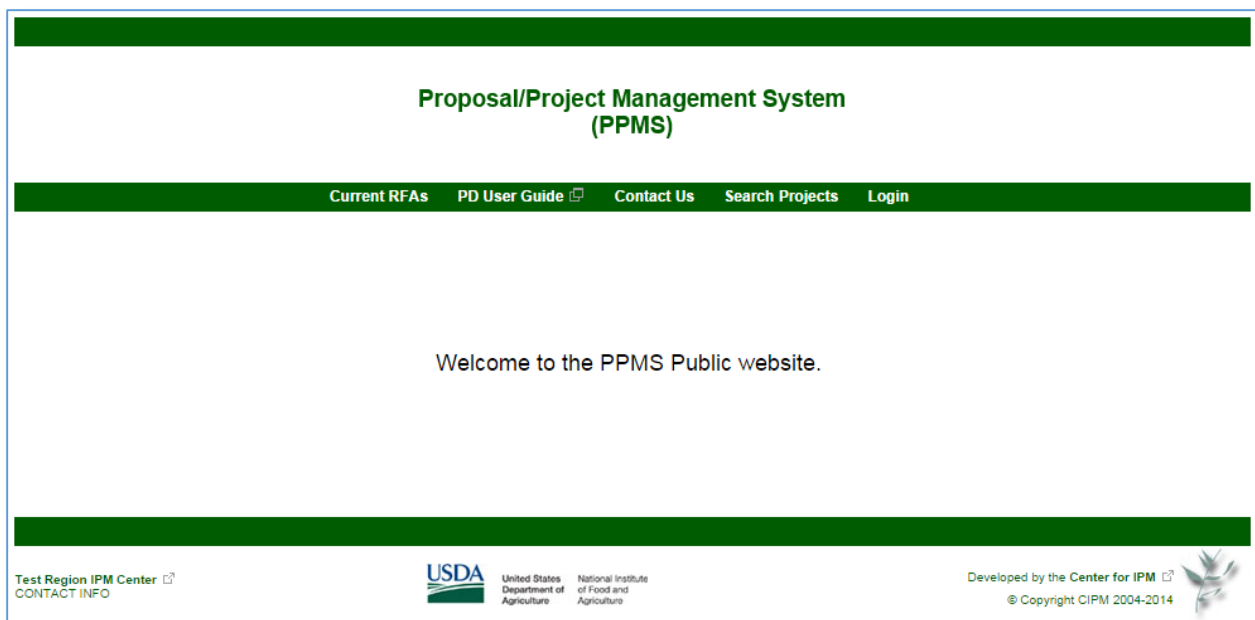 Proposal/Project Management System
(PPMS)
Current RFAs PD User Guide Contact Us Search Projects Login
Welcome to the PPMS Public website.
Test Region IPM Center
CONTACT INFO
USDA
United States
Department of
Agriculture
National Institute
of Food and
Agriculture
Developed by the Center for IPM
© Copyright CIPM 2004-2014